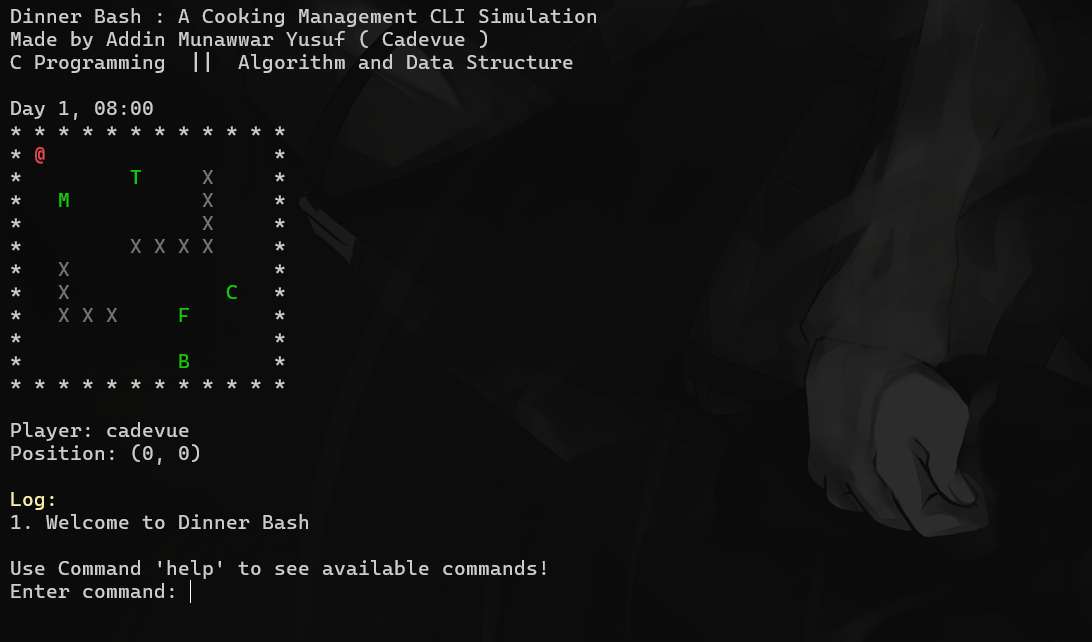 Dinner Bash : A Cooking Management CLI Simulation
Made by Addin Munawwar Yusuf ( Cadevue )
C Programming  ||  Algorithm and Data Structure
Day 1, 08:00
* * * * * * * * * * * *
* @                   *
*         T     X     *
*   M           X     *
*               X     *
*         X X X X     *
*   X                 *
*   X             C   *
*   X X X     F       *
*                     *
*             B       *
* * * * * * * * * * * *
Player: cadevue
Position: (0, 0)
Log:
1. Welcome to Dinner Bash
Use Command 'help' to see available commands!
Enter command: